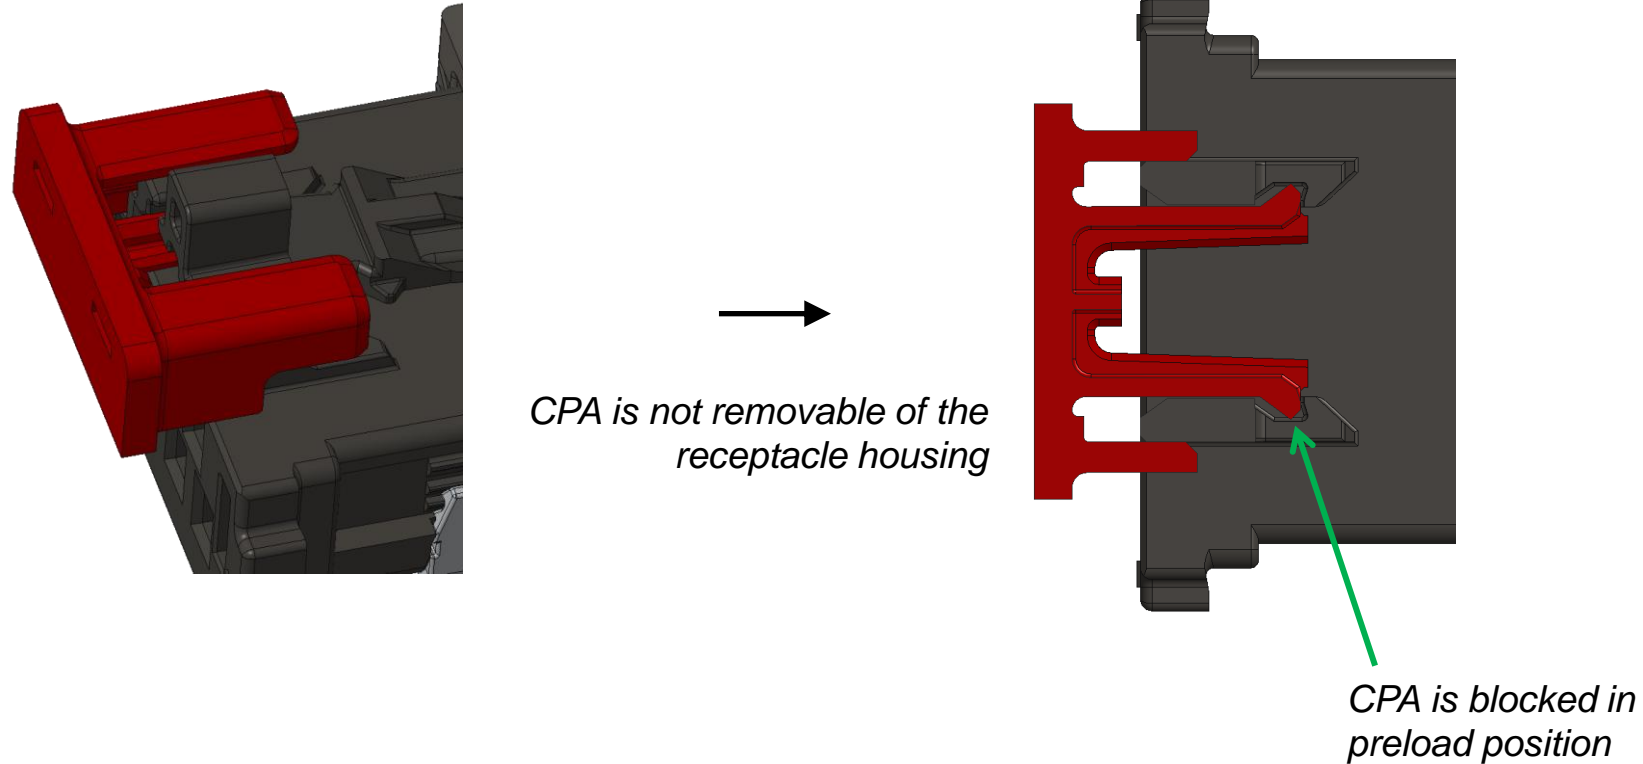 CPA is not removable of the
receptacle housing
CPA is blocked in
preload position